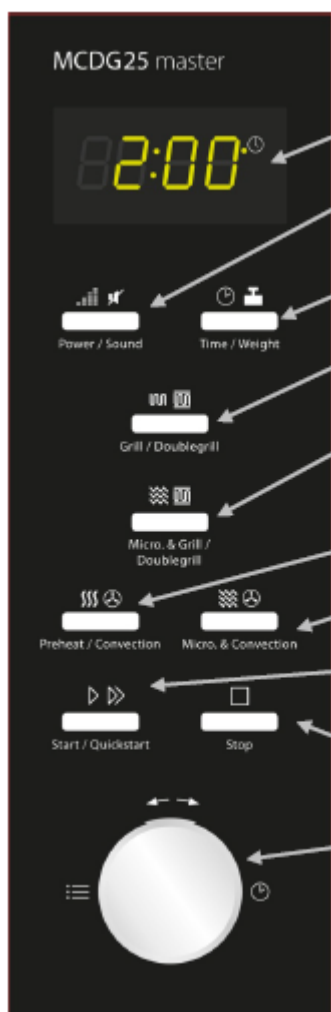 MCDG25 master
2:00
Power / Sound
Time / Weight
Grill / Doublegrill
Micro. & Grill /
Doublegrill
Preheat / Convection
Micro. & Convection
Start / Quickstart
Stop